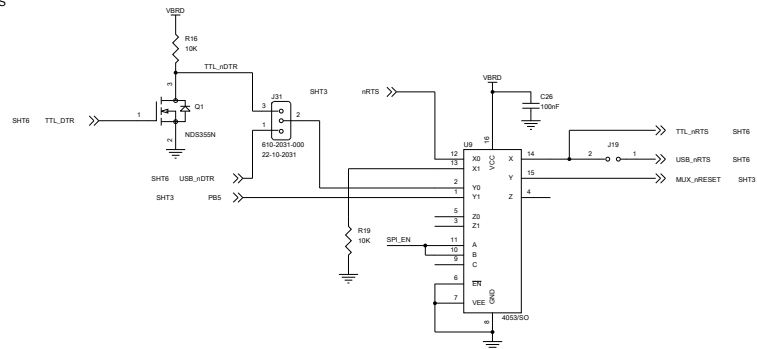 S
VBRD
R16
10K
TTL_nDTR
3
Q1
1
SHT6 TTL_DTR
2
NDS355N
J31
3
2
1
610-2031-000
22-10-2031
SHT6 USB_nDTR
SHT3 PB5
SHT3 nRTS
R19
10K
SPI_EN
VBRD
C26
100nF
U9
16
VCC
12 X0 X 14
13 X1
Y 15
2 Y0
1 Y1 Z 4
5 Z0
3 Z1
11 A
10 B
9 C
6 EN
7 VEE GND
8
4053/SO
TTL_nRTS SHT6
J19
2 1
USB_nRTS SHT6
MUX_nRESET SHT3